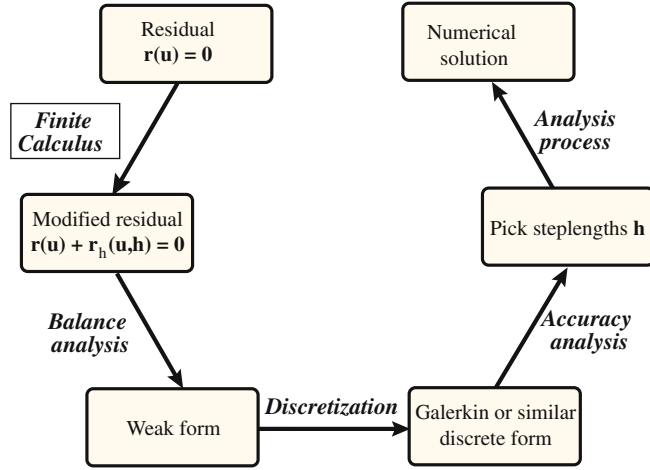 Residual
r(u) = 0
Finite
Calculus
Modified residual
r(u) + r_h(u,h) = 0
Balance
analysis
Weak form
Discretization
Galerkin or similar
discrete form
Accuracy
analysis
Pick steplengths h
Analysis
process
Numerical
solution